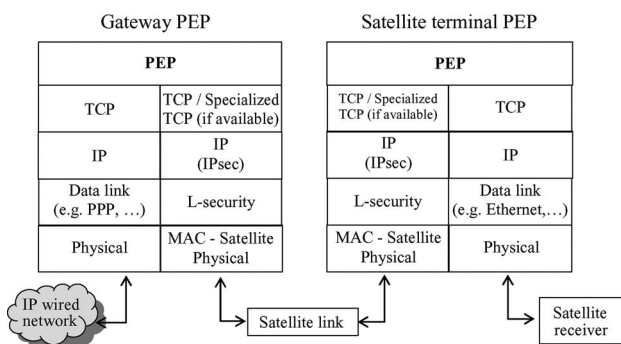 Gateway PEP
Satellite terminal PEP
PEP
TCP
TCP / Specialized
TCP (if available)
IP
IP
(IPsec)
Data link
(e.g. PPP, …)
L-security
Physical
MAC - Satellite
Physical
PEP
TCP / Specialized
TCP (if available)
TCP
IP
(IPsec)
IP
L-security
Data link
(e.g. Ethernet,…)
MAC - Satellite
Physical
Physical
IP wired
network
Satellite link
Satellite
receiver